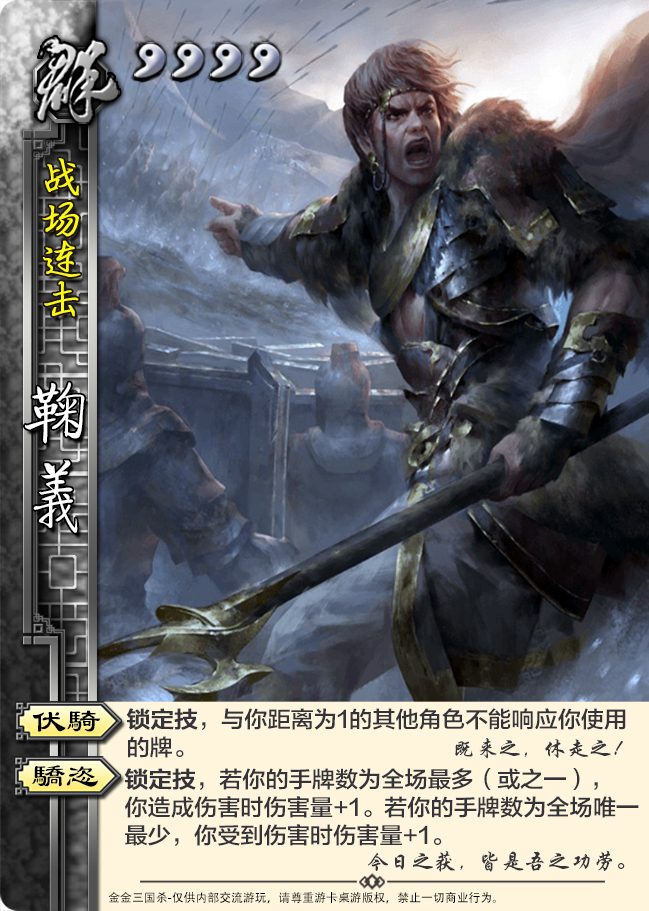 群
战场连击
鞠義
伏騎
锁定技，与你距离为1的其他角色不能响应你使用
的牌。
既来之，休走之！
驕恣
锁定技，若你的手牌数为全场最多（或之一），
你造成伤害时伤害量+1。若你的手牌数为全场唯一
最少，你受到伤害时伤害量+1。
今日之获，皆是吾之功劳。
金金三国杀-仅供内部交流游玩，请尊重游卡桌游版权，禁止一切商业行为。